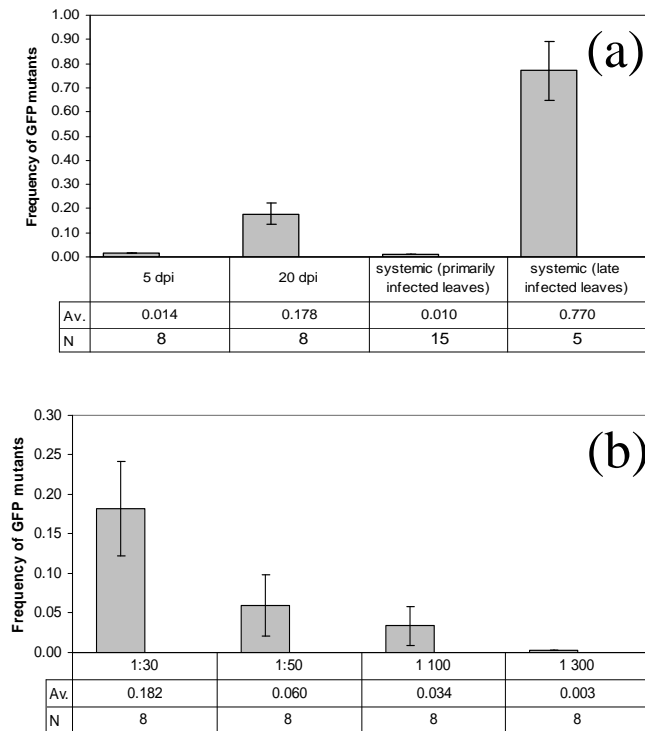 (a)
Frequency of GFP mutants
1.00
0.90
0.80
0.70
0.60
0.50
0.40
0.30
0.20
0.10
0.00
5 dpi 20 dpi systemic (primarily infected leaves) systemic (late infected leaves)
Av. 0.014 0.178 0.010 0.770
N 8 8 15 5
(b)
Frequency of GFP mutants
0.30
0.25
0.20
0.15
0.10
0.05
0.00
1:30 1:50 1 100 1 300
Av. 0.182 0.060 0.034 0.003
N 8 8 8 8